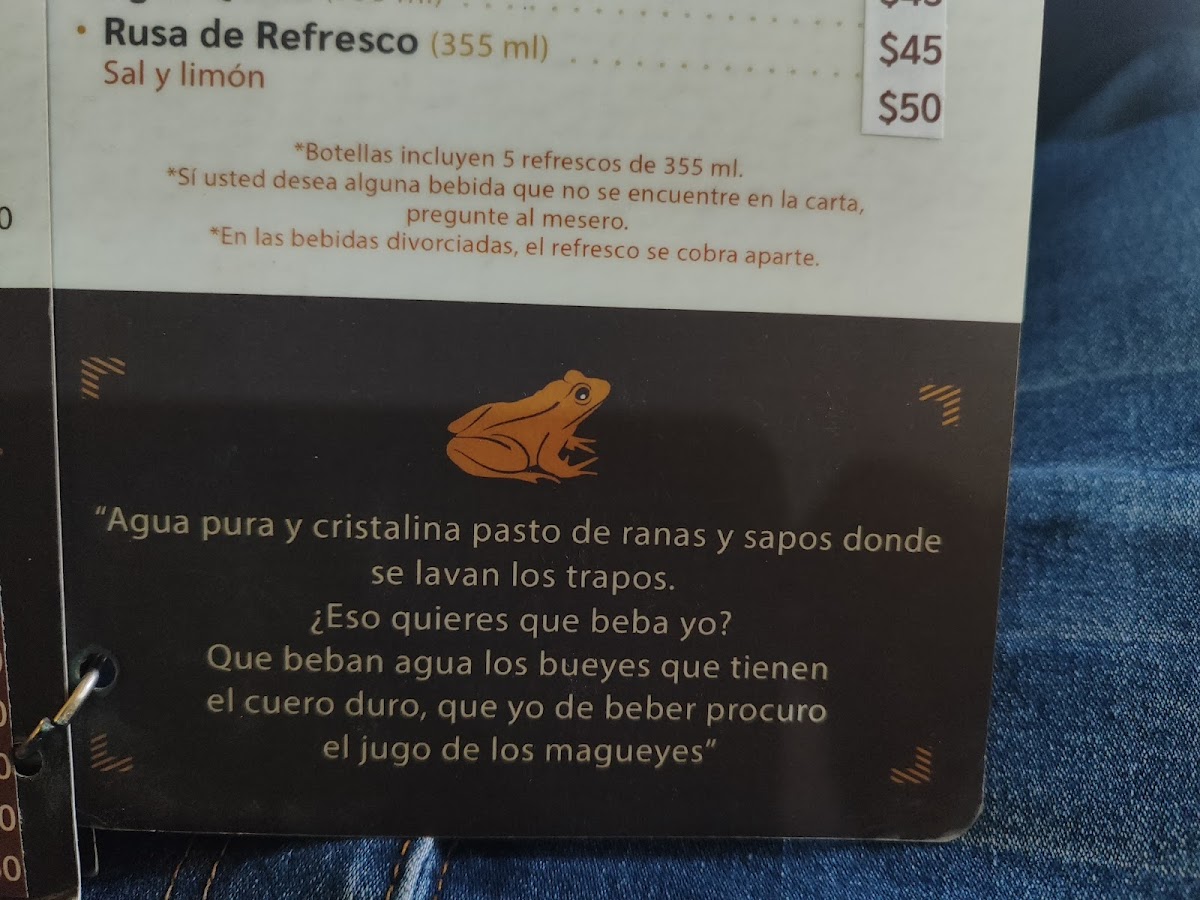 • Rusa de Refresco (355 ml) $45
Sal y limón
$50
*Botellas incluyen 5 refrescos de 355 ml.
*Sí usted desea alguna bebida que no se encuentre en la carta,
pregunte al mesero.
*En las bebidas divorciadas, el refresco se cobra aparte.
“Agua pura y cristalina pasto de ranas y sapos donde
se lavan los trapos.
¿Eso quieres que beba yo?
Que beban agua los bueyes que tienen
el cuero duro, que yo de beber procuro
el jugo de los magueyes”